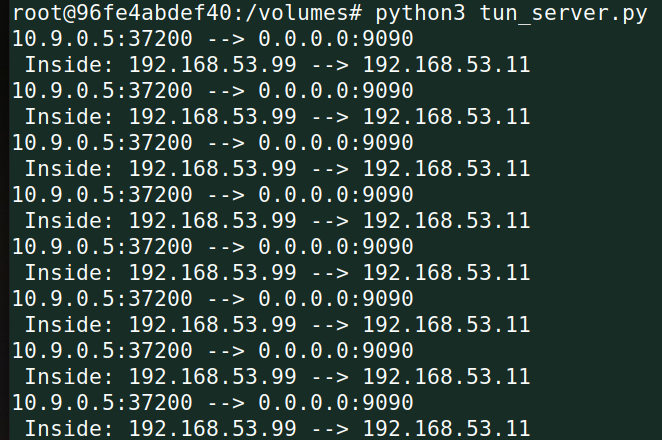 root@96fe4abdef40:/volumes# python3 tun_server.py
10.9.0.5:37200 --> 0.0.0.0:9090
 Inside: 192.168.53.99 --> 192.168.53.11
10.9.0.5:37200 --> 0.0.0.0:9090
 Inside: 192.168.53.99 --> 192.168.53.11
10.9.0.5:37200 --> 0.0.0.0:9090
 Inside: 192.168.53.99 --> 192.168.53.11
10.9.0.5:37200 --> 0.0.0.0:9090
 Inside: 192.168.53.99 --> 192.168.53.11
10.9.0.5:37200 --> 0.0.0.0:9090
 Inside: 192.168.53.99 --> 192.168.53.11
10.9.0.5:37200 --> 0.0.0.0:9090
 Inside: 192.168.53.99 --> 192.168.53.11
10.9.0.5:37200 --> 0.0.0.0:9090
 Inside: 192.168.53.99 --> 192.168.53.11
10.9.0.5:37200 --> 0.0.0.0:9090
 Inside: 192.168.53.99 --> 192.168.53.11